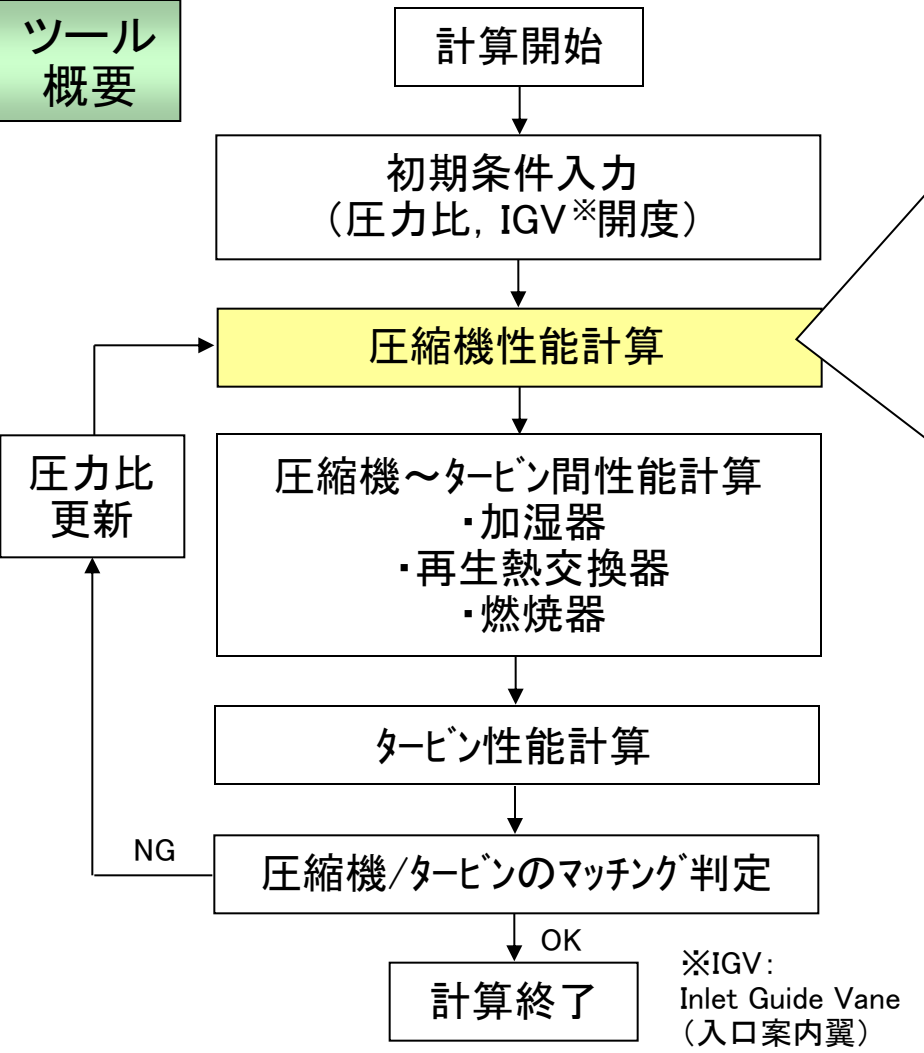 ツール
概要
計算開始
初期条件入力
（圧力比, IGV※開度）
圧縮機性能計算
圧縮機～ﾀｰﾋﾞﾝ間性能計算
・加湿器
・再生熱交換器
・燃焼器
圧力比
更新
ﾀｰﾋﾞﾝ性能計算
NG
圧縮機/ﾀｰﾋﾞﾝのﾏｯﾁﾝｸﾞ判定
OK
計算終了
※IGV：
Inlet Guide Vane
（入口案内翼）